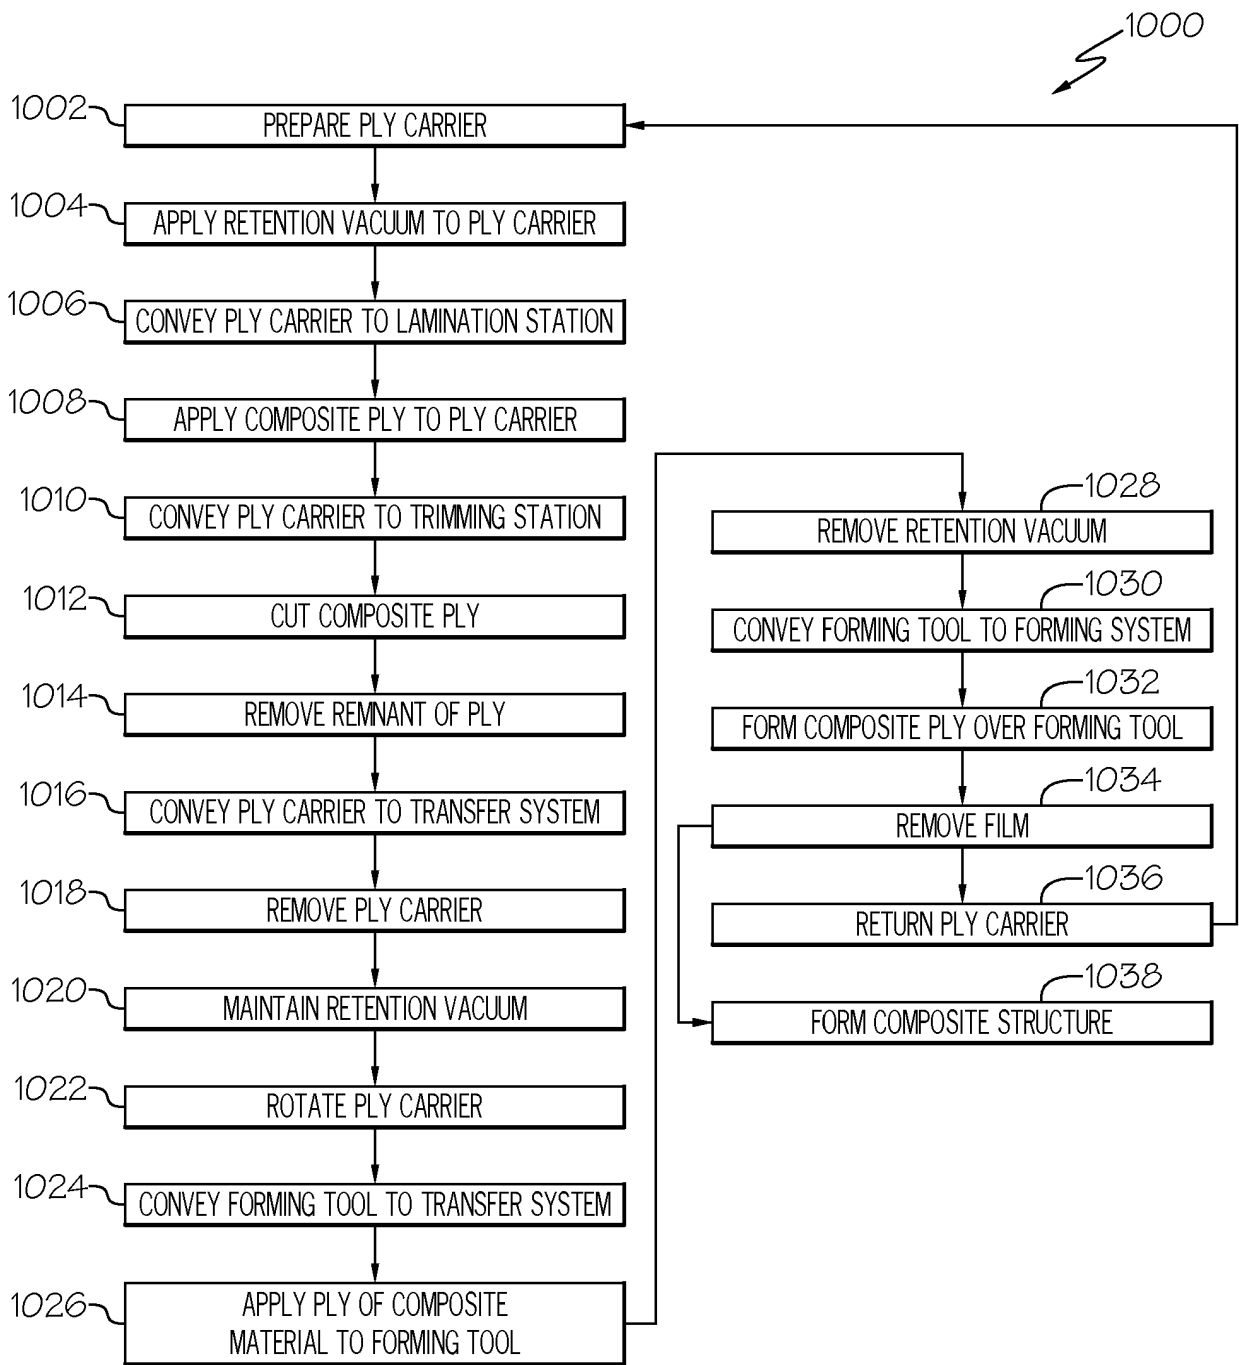 1000
1002
PREPARE PLY CARRIER
1004
APPLY RETENTION VACUUM TO PLY CARRIER
1006
CONVEY PLY CARRIER TO LAMINATION STATION
1008
APPLY COMPOSITE PLY TO PLY CARRIER
1010
CONVEY PLY CARRIER TO TRIMMING STATION
1012
CUT COMPOSITE PLY
1014
REMOVE REMNANT OF PLY
1016
CONVEY PLY CARRIER TO TRANSFER SYSTEM
1018
REMOVE PLY CARRIER
1020
MAINTAIN RETENTION VACUUM
1022
ROTATE PLY CARRIER
1024
CONVEY FORMING TOOL TO TRANSFER SYSTEM
1026
APPLY PLY OF COMPOSITE
MATERIAL TO FORMING TOOL
1028
REMOVE RETENTION VACUUM
1030
CONVEY FORMING TOOL TO FORMING SYSTEM
1032
FORM COMPOSITE PLY OVER FORMING TOOL
1034
REMOVE FILM
1036
RETURN PLY CARRIER
1038
FORM COMPOSITE STRUCTURE